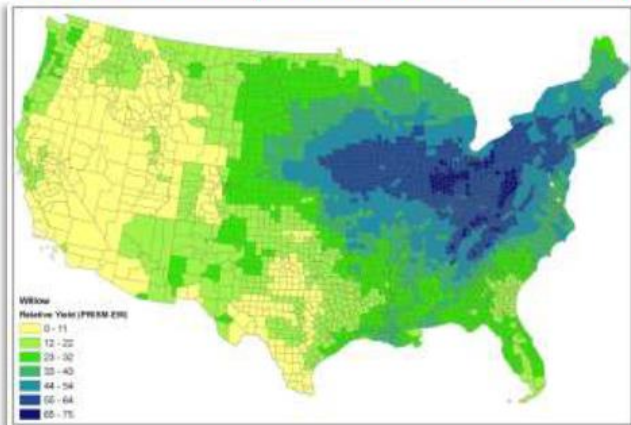 Willow
Relative Yield (PRISM-EM)
0 - 11
12 - 22
23 - 32
33 - 43
44 - 54
55 - 64
65 - 75